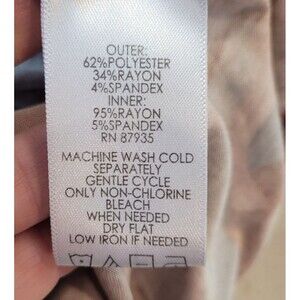 OUTER:
62%POLYESTER
34%RAYON
4%SPANDEX
INNER:
95%RAYON
5%SPANDEX
RN 87935
MACHINE WASH COLD
SEPARATELY
GENTLE CYCLE
ONLY NON-CHLORINE
BLEACH
WHEN NEEDED
DRY FLAT
LOW IRON IF NEEDED